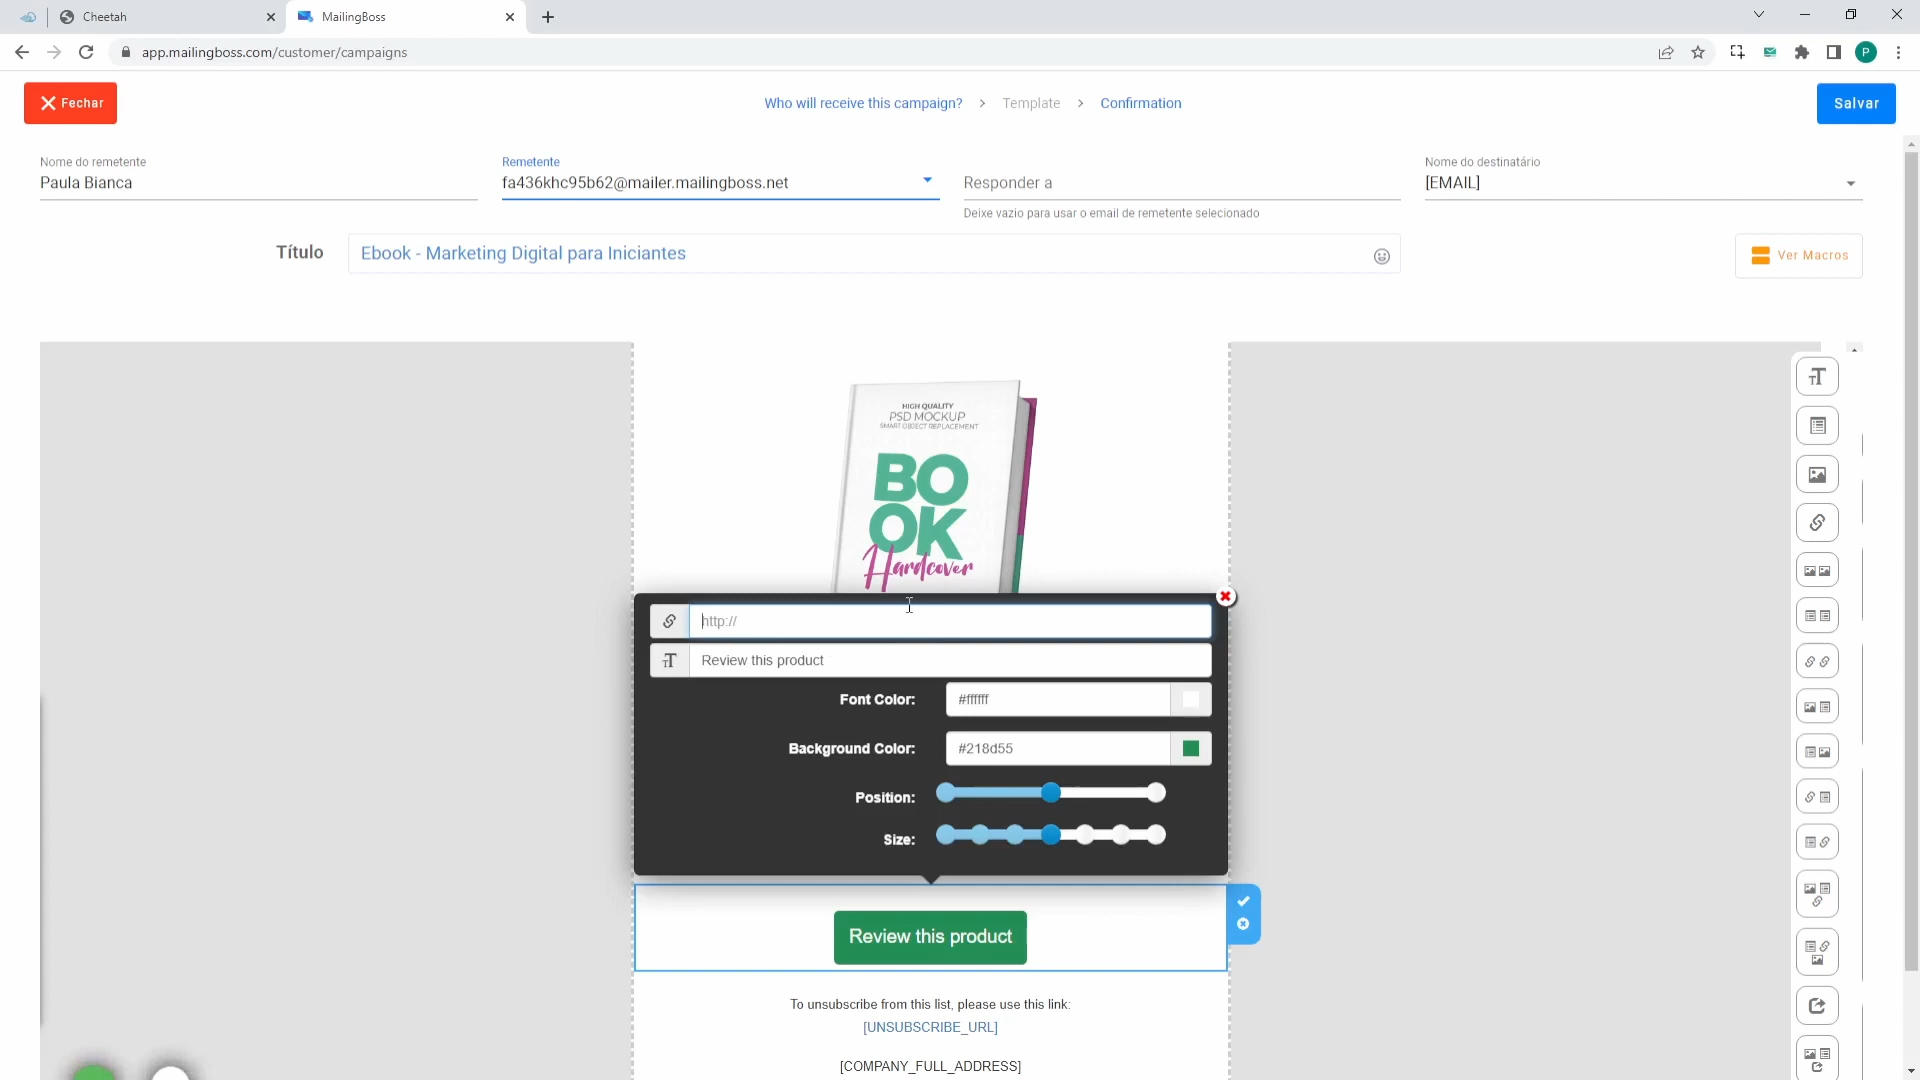 Cheetah
MailingBoss
app.mailingboss.com/customer/campaigns
P
Fechar
Who will receive this campaign? > Template > Confirmation
Salvar
Nome do remetente
Paula Bianca
Remetente
fa436khc95b62@mailer.mailingboss.net
Responder a
Deixe vazio para usar o email de remetente selecionado
Nome do destinatário
[EMAIL]
Título
Ebook - Marketing Digital para Iniciantes
Ver Macros
HIGH QUALITY
PSD MOCKUP
SMART OBJECT REPLACEMENT
BO
OK
Hardcover
http://
Review this product
Font Color:
#ffffff
Background Color:
#218d55
Position:
Size:
Review this product
To unsubscribe from this list, please use this link:
[UNSUBSCRIBE_URL]
[COMPANY_FULL_ADDRESS]